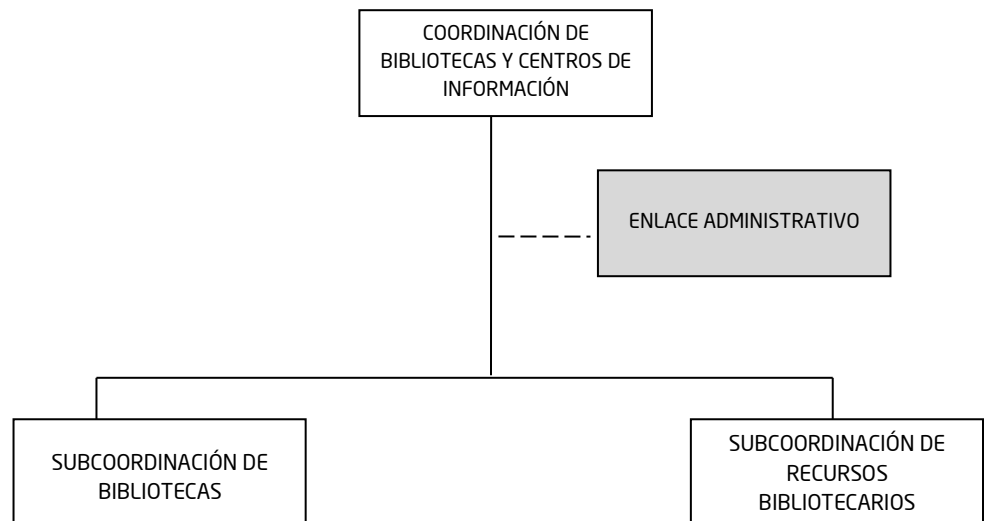 COORDINACIÓN DE
BIBLIOTECAS Y CENTROS DE
INFORMACIÓN
ENLACE ADMINISTRATIVO
SUBCOORDINACIÓN DE
BIBLIOTECAS
SUBCOORDINACIÓN DE
RECURSOS
BIBLIOTECARIOS